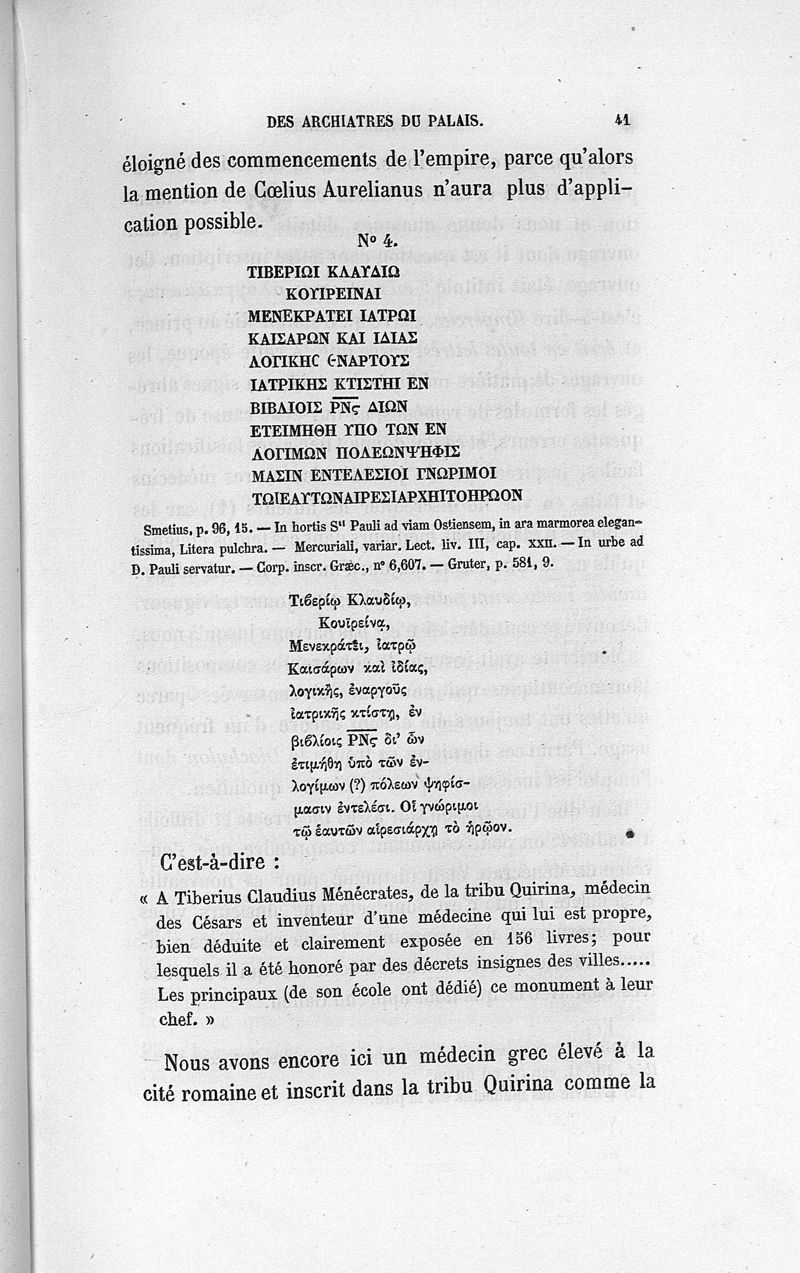 DES ARCHIATRES DU PALAIS. 41
éloigné des commencements de l'empire, parce qu'alors
la mention de Cœlius Aurelianus n'aura plus d'appli-
cation possible.
Nº 4.
ΤΙΒΕΡΙΩΙ ΚΛΑΥΔΙΩ
ΚΟΥΙΡΕΙΝΑΙ
ΜΕΝΕΚΡΑΤΕΙ ΙΑΤΡΩΙ
ΚΑΙΣΑΡΩΝ ΚΑΙ ΙΔΙΑΣ
ΛΟΓΙΚΗϹ ЄΝΑΡΓΟΥΣ
ΙΑΤΡΙΚΗΣ ΚΤΙΣΤΗΙ ΕΝ
ΒΙΒΛΙΟΙΣ ΡΝς ΔΙΩΝ
ΕΤΕΙΜΗΘΗ ΥΠΟ ΤΩΝ ΕΝ
ΛΟΓΙΜΩΝ ΠΟΛΕΩΝΨΗΦΙΣ
ΜΑΣΙΝ ΕΝΤΕΛΕΣΙΟΙ ΓΝΩΡΙΜΟΙ
ΤΩΙΕΑΥΤΩΝΑΙΡΕΣΙΑΡΧΗΙΤΟΗΡΩΟΝ
Smetius, p. 96, 15. — In hortis Sti Pauli ad viam Ostiensem, in ara marmorea elegan-
tissima, Litera pulchra. — Mercuriali, variar. Lect. liv. III, cap. XXII. — In urbe ad
D. Pauli servatur. — Corp. inscr. Græc., nº 6,607. — Gruter, p. 581, 9.
Τιϐερίῳ Κλαυδίῳ,
Κουϊρείνᾳ,
Μενεκράτει, ἰατρῷ
Καισάρων καὶ ἰδίας,
λογικῆς, ἐναργοῦς
ἰατρικῆς κτίστῃ, ἐν
βιϐλίοις ΡΝς δι' ὧν
ἐτιμήθη ὑπὸ τῶν ἐν-
λογίμων (?) πόλεων ψηφίσ-
μασιν ἐντελέσι. Οἱ γνώριμοι
τῷ ἑαυτῶν αἱρεσιάρχῃ τὸ ἡρῷον.
C'est-à-dire :
« A Tiberius Claudius Ménécrates, de la tribu Quirina, médecin
des Césars et inventeur d'une médecine qui lui est propre,
bien déduite et clairement exposée en 156 livres; pour
lesquels il a été honoré par des décrets insignes des villes.....
Les principaux (de son école ont dédié) ce monument à leur
chef. »
Nous avons encore ici un médecin grec élevé à la
cité romaine et inscrit dans la tribu Quirina comme la